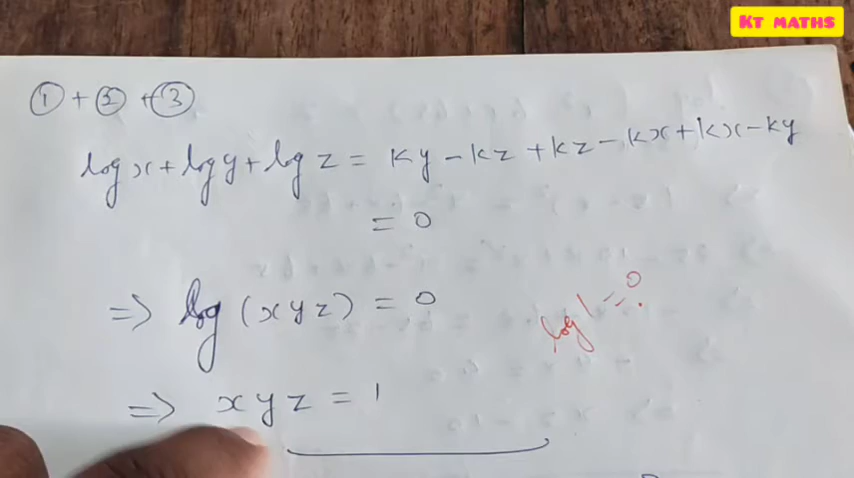 KT MATHS
① + ② + ③
log x + log y + log z = ky - kz + kz - kx + kx - ky
= 0
⇒ log (xyz) = 0
log 1 = 0
⇒ xyz = 1